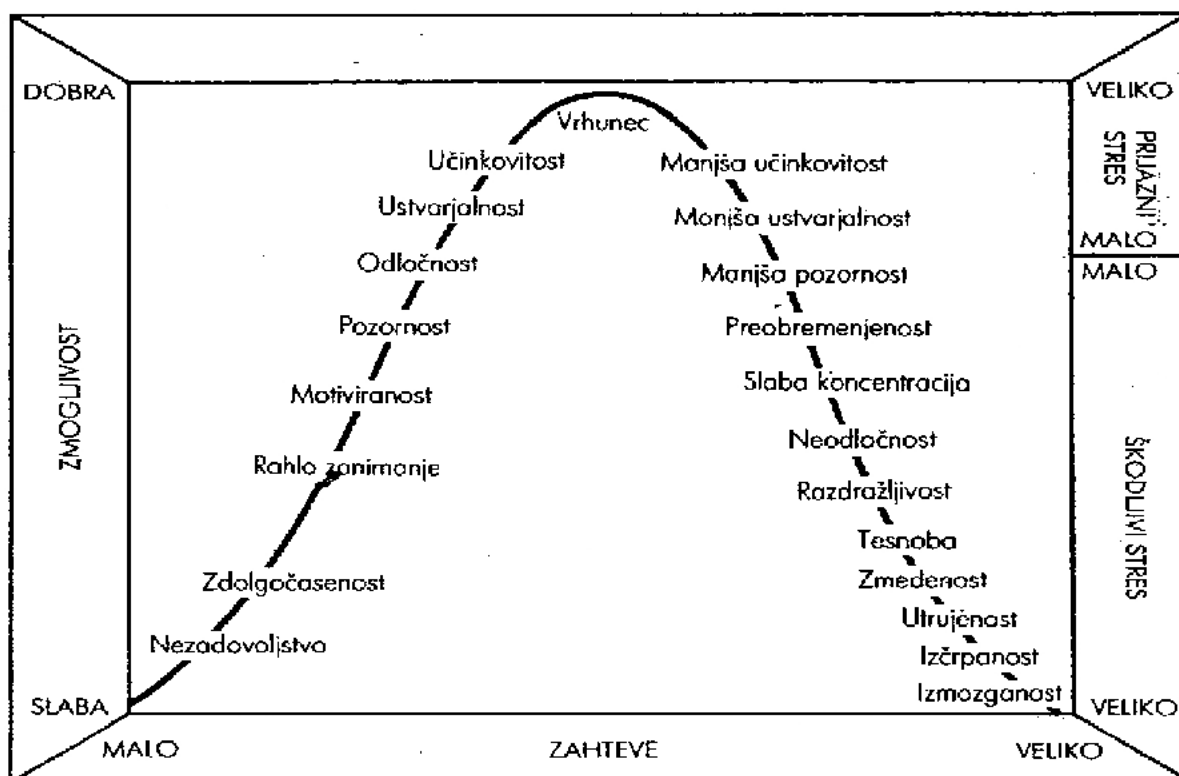 DOBRA
VELIKO
Vrhunec
PRIJAZNI
STRES
Učinkovitost
Manjša učinkovitost
Ustvarjalnost
Manjša ustvarjalnost
MALO
Odločnost
Manjša pozornost
MALO
Pozornost
Preobremenjenost
ZMOGLJIVOST
Motiviranost
Slaba koncentracija
Neodločnost
Rahlo zanimanje
Razdražljivost
ŠKODLJIVI STRES
Tesnoba
Zdolgočasenost
Zmedenost
Utrujenost
Nezadovoljstvo
Izčrpanost
Izmozganost
SLABA
VELIKO
MALO
ZAHTEVE
VELIKO